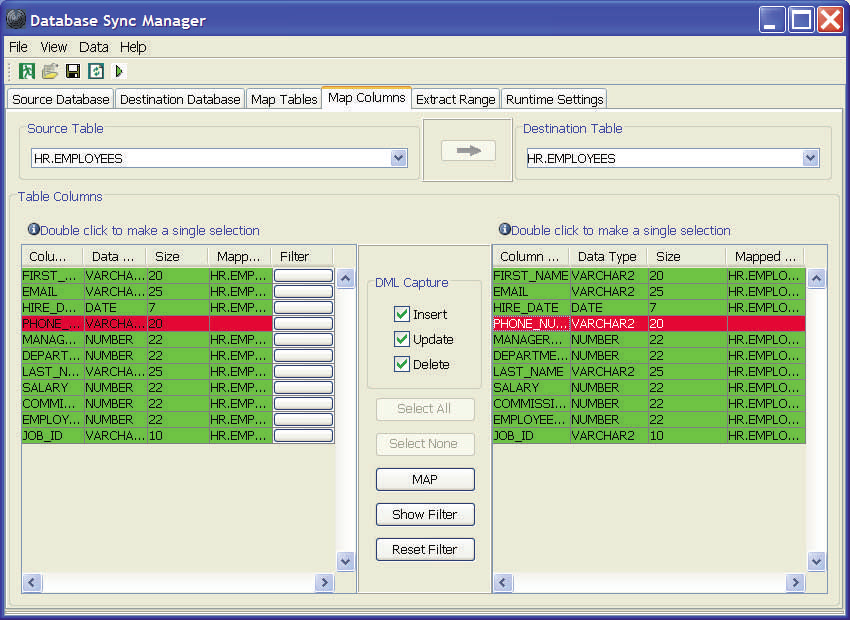 Database Sync Manager
File View Data Help
Source Database Destination Database Map Tables Map Columns Extract Range Runtime Settings
Source Table
Destination Table
HR.EMPLOYEES
HR.EMPLOYEES
Table Columns
Double click to make a single selection
Double click to make a single selection
Colu... Data ... Size Mapp... Filter
FIRST_... VARCHA... 20 HR.EMP...
EMAIL VARCHA... 25 HR.EMP...
HIRE_D... DATE 7 HR.EMP...
PHONE_... VARCHA... 20
MANAG... NUMBER 22 HR.EMP...
DEPART... NUMBER 22 HR.EMP...
LAST_N... VARCHA... 25 HR.EMP...
SALARY NUMBER 22 HR.EMP...
COMMI... NUMBER 22 HR.EMP...
EMPLOY... NUMBER 22 HR.EMP...
JOB_ID VARCHA... 10 HR.EMP...
DML Capture
Insert
Update
Delete
Select All
Select None
MAP
Show Filter
Reset Filter
Column ... Data Type Size Mapped ...
FIRST_NAME VARCHAR2 20 HR.EMPLO...
EMAIL VARCHAR2 25 HR.EMPLO...
HIRE_DATE DATE 7 HR.EMPLO...
PHONE_NU... VARCHAR2 20
MANAGER... NUMBER 22 HR.EMPLO...
DEPARTME... NUMBER 22 HR.EMPLO...
LAST_NAME VARCHAR2 25 HR.EMPLO...
SALARY NUMBER 22 HR.EMPLO...
COMMISSI... NUMBER 22 HR.EMPLO...
EMPLOYEE... NUMBER 22 HR.EMPLO...
JOB_ID VARCHAR2 10 HR.EMPLO...